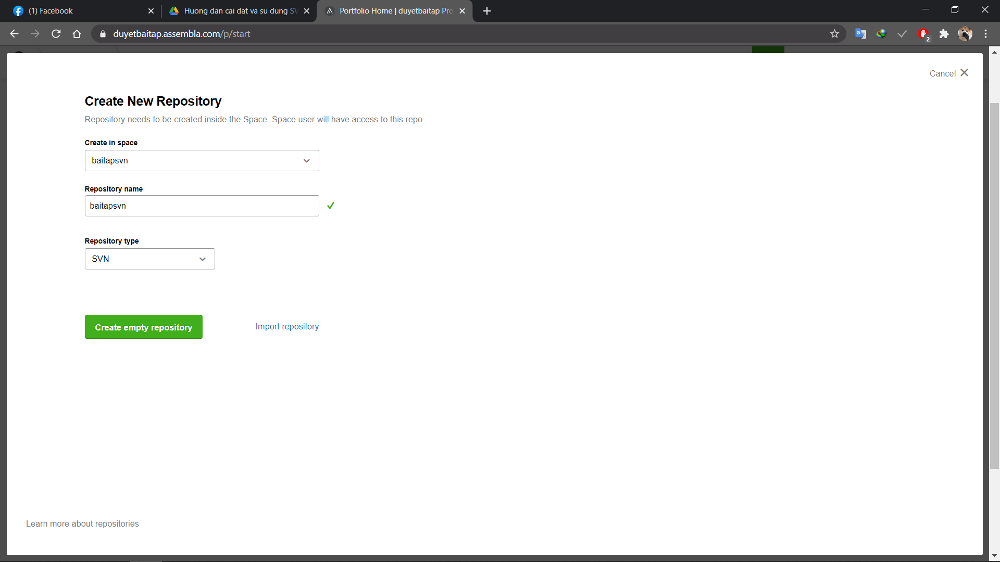 (1) Facebook
Huong dan cai dat va su dung SV
Portfolio Home | duyetbaitap Pro
duyetbaitap.assembla.com/p/start
2
Cancel
Create New Repository
Repository needs to be created inside the Space. Space user will have access to this repo.
Create in space
baitapsvn
Repository name
baitapsvn
Repository type
SVN
Create empty repository
Import repository
Learn more about repositories